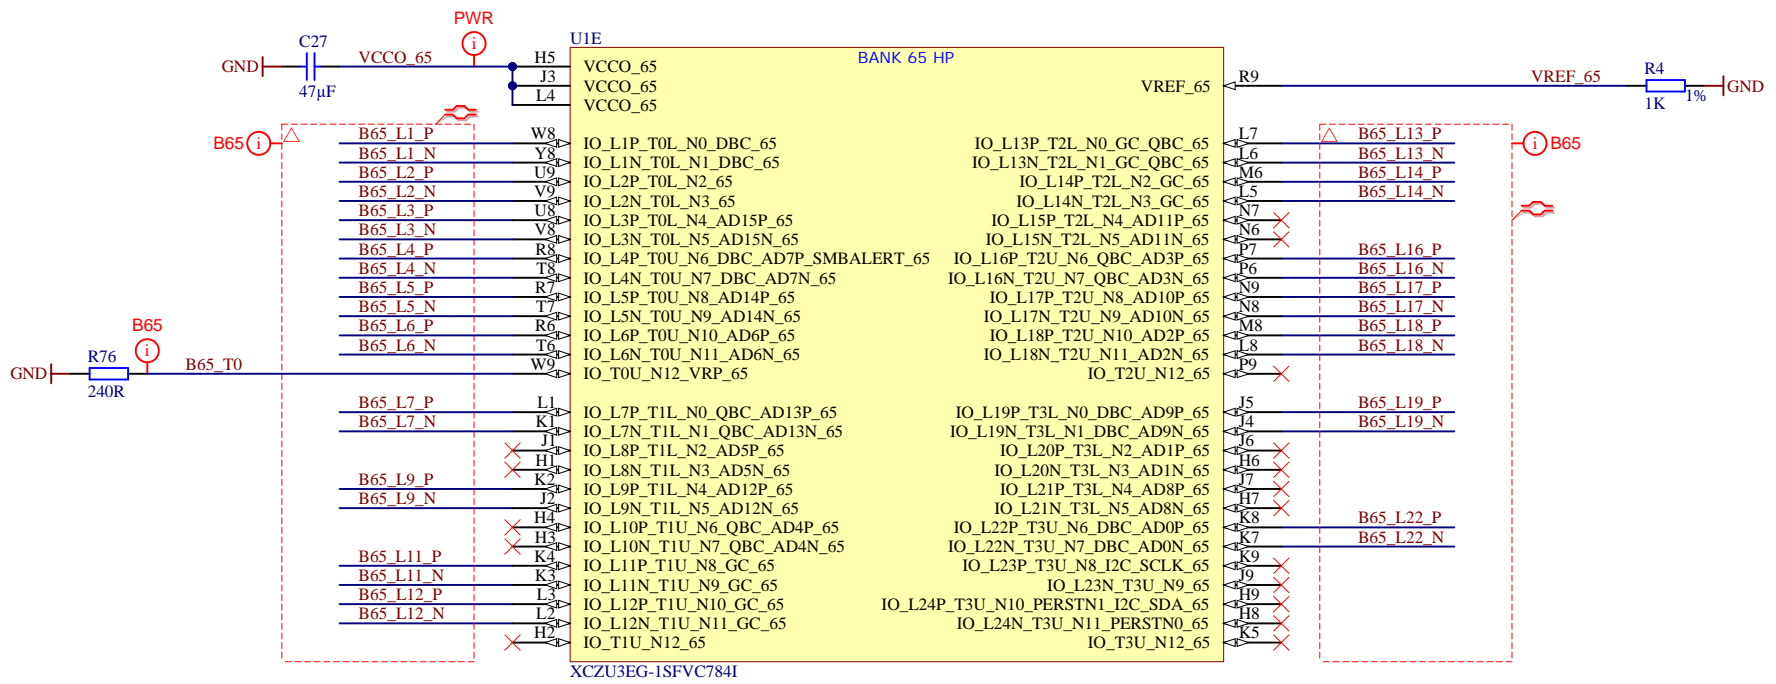 PWR
C27
GND
VCCO_65
47µF
U1E
BANK 65 HP
H5 VCCO_65
J3 VCCO_65
L4 VCCO_65
VREF_65 R9
VREF_65
R4
1K
1%
GND
B65 i
i B65
B65_L1_P W8 IO_L1P_T0L_N0_DBC_65
IO_L13P_T2L_N0_GC_QBC_65 L7 B65_L13_P
B65_L1_N Y8 IO_L1N_T0L_N1_DBC_65
IO_L13N_T2L_N1_GC_QBC_65 L6 B65_L13_N
B65_L2_P U9 IO_L2P_T0L_N2_65
IO_L14P_T2L_N2_GC_65 M6 B65_L14_P
B65_L2_N V9 IO_L2N_T0L_N3_65
IO_L14N_T2L_N3_GC_65 L5 B65_L14_N
B65_L3_P U8 IO_L3P_T0L_N4_AD15P_65
IO_L15P_T2L_N4_AD11P_65 N7
B65_L3_N V8 IO_L3N_T0L_N5_AD15N_65
IO_L15N_T2L_N5_AD11N_65 N6
B65_L4_P R8 IO_L4P_T0U_N6_DBC_AD7P_SMBALERT_65
IO_L16P_T2U_N6_QBC_AD3P_65 P7 B65_L16_P
B65_L4_N T8 IO_L4N_T0U_N7_DBC_AD7N_65
IO_L16N_T2U_N7_QBC_AD3N_65 P6 B65_L16_N
B65_L5_P R7 IO_L5P_T0U_N8_AD14P_65
IO_L17P_T2U_N8_AD10P_65 N9 B65_L17_P
B65_L5_N T7 IO_L5N_T0U_N9_AD14N_65
IO_L17N_T2U_N9_AD10N_65 N8 B65_L17_N
B65_L6_P R6 IO_L6P_T0U_N10_AD6P_65
IO_L18P_T2U_N10_AD2P_65 M8 B65_L18_P
B65_L6_N T6 IO_L6N_T0U_N11_AD6N_65
IO_L18N_T2U_N11_AD2N_65 L8 B65_L18_N
B65
i
R76
GND
240R
B65_T0 W9 IO_T0U_N12_VRP_65
IO_T2U_N12_65 P9
B65_L7_P L1 IO_L7P_T1L_N0_QBC_AD13P_65
IO_L19P_T3L_N0_DBC_AD9P_65 J5 B65_L19_P
B65_L7_N K1 IO_L7N_T1L_N1_QBC_AD13N_65
IO_L19N_T3L_N1_DBC_AD9N_65 J4 B65_L19_N
J1 IO_L8P_T1L_N2_AD5P_65
IO_L20P_T3L_N2_AD1P_65 J6
H1 IO_L8N_T1L_N3_AD5N_65
IO_L20N_T3L_N3_AD1N_65 H6
B65_L9_P K2 IO_L9P_T1L_N4_AD12P_65
IO_L21P_T3L_N4_AD8P_65 J7
B65_L9_N J2 IO_L9N_T1L_N5_AD12N_65
IO_L21N_T3L_N5_AD8N_65 H7
H4 IO_L10P_T1U_N6_QBC_AD4P_65
IO_L22P_T3U_N6_DBC_AD0P_65 K8 B65_L22_P
H3 IO_L10N_T1U_N7_QBC_AD4N_65
IO_L22N_T3U_N7_DBC_AD0N_65 K7 B65_L22_N
B65_L11_P K4 IO_L11P_T1U_N8_GC_65
IO_L23P_T3U_N8_I2C_SCLK_65 K9
B65_L11_N K3 IO_L11N_T1U_N9_GC_65
IO_L23N_T3U_N9_65 J9
B65_L12_P L3 IO_L12P_T1U_N10_GC_65
IO_L24P_T3U_N10_PERSTN1_I2C_SDA_65 H9
B65_L12_N L2 IO_L12N_T1U_N11_GC_65
IO_L24N_T3U_N11_PERSTN0_65 H8
H2 IO_T1U_N12_65
IO_T3U_N12_65 K5
XCZU3EG-1SFVC784I